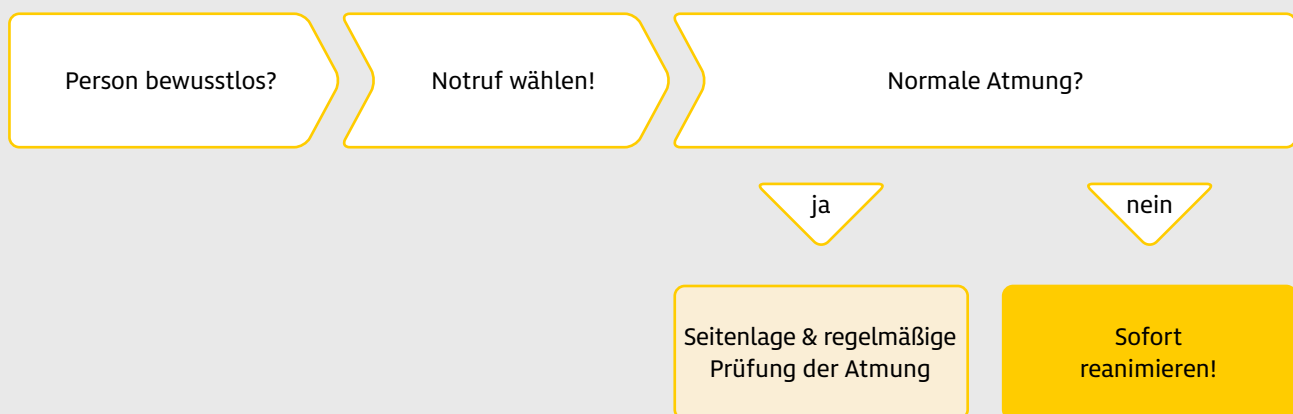 Person bewusstlos?
Notruf wählen!
Normale Atmung?
ja
nein
Seitenlage & regelmäßige
Prüfung der Atmung
Sofort
reanimieren!